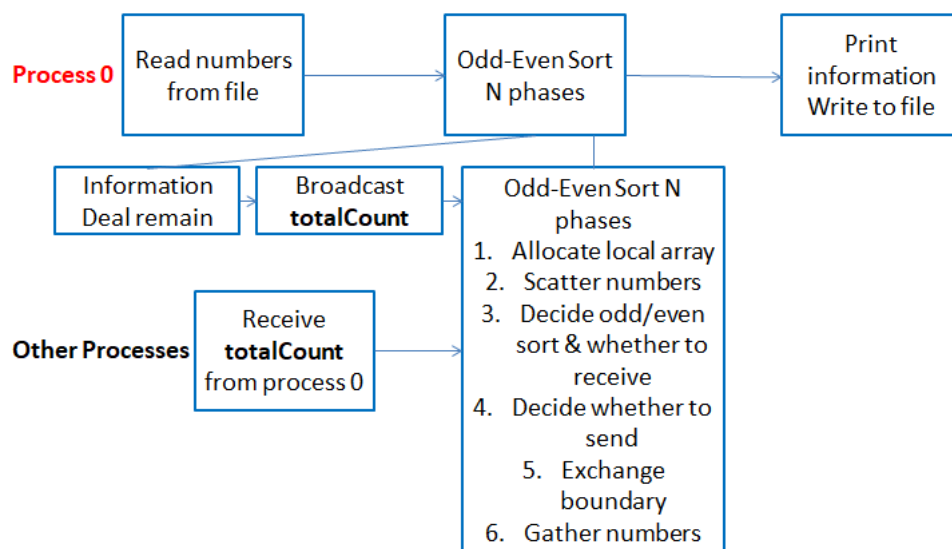 Process 0
Read numbers
from file
Odd-Even Sort
N phases
Print
information
Write to file
Information
Deal remain
Broadcast
totalCount
Odd-Even Sort N
phases
1. Allocate local array
2. Scatter numbers
3. Decide odd/even
sort & whether to
receive
4. Decide whether to
send
5. Exchange
boundary
6. Gather numbers
Other Processes
Receive
totalCount
from process 0